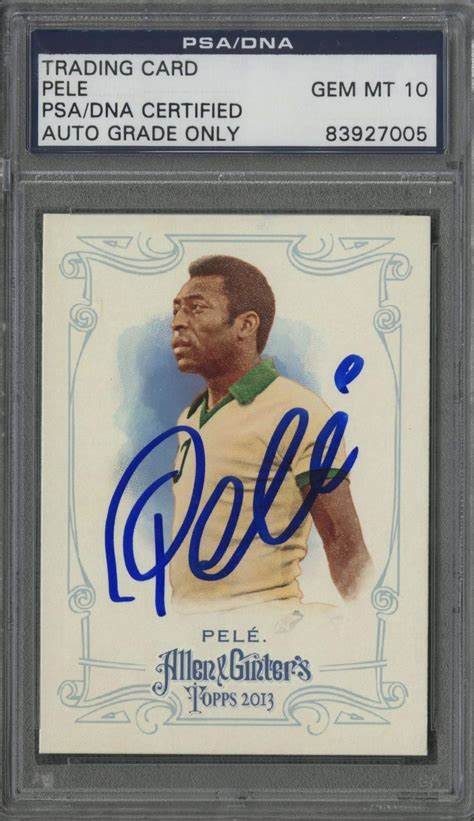 PSA/DNA
TRADING CARD
PELE GEM MT 10
PSA/DNA CERTIFIED
AUTO GRADE ONLY 83927005
Pelé
PELÉ.
Allen & Ginter's
TOPPS 2013